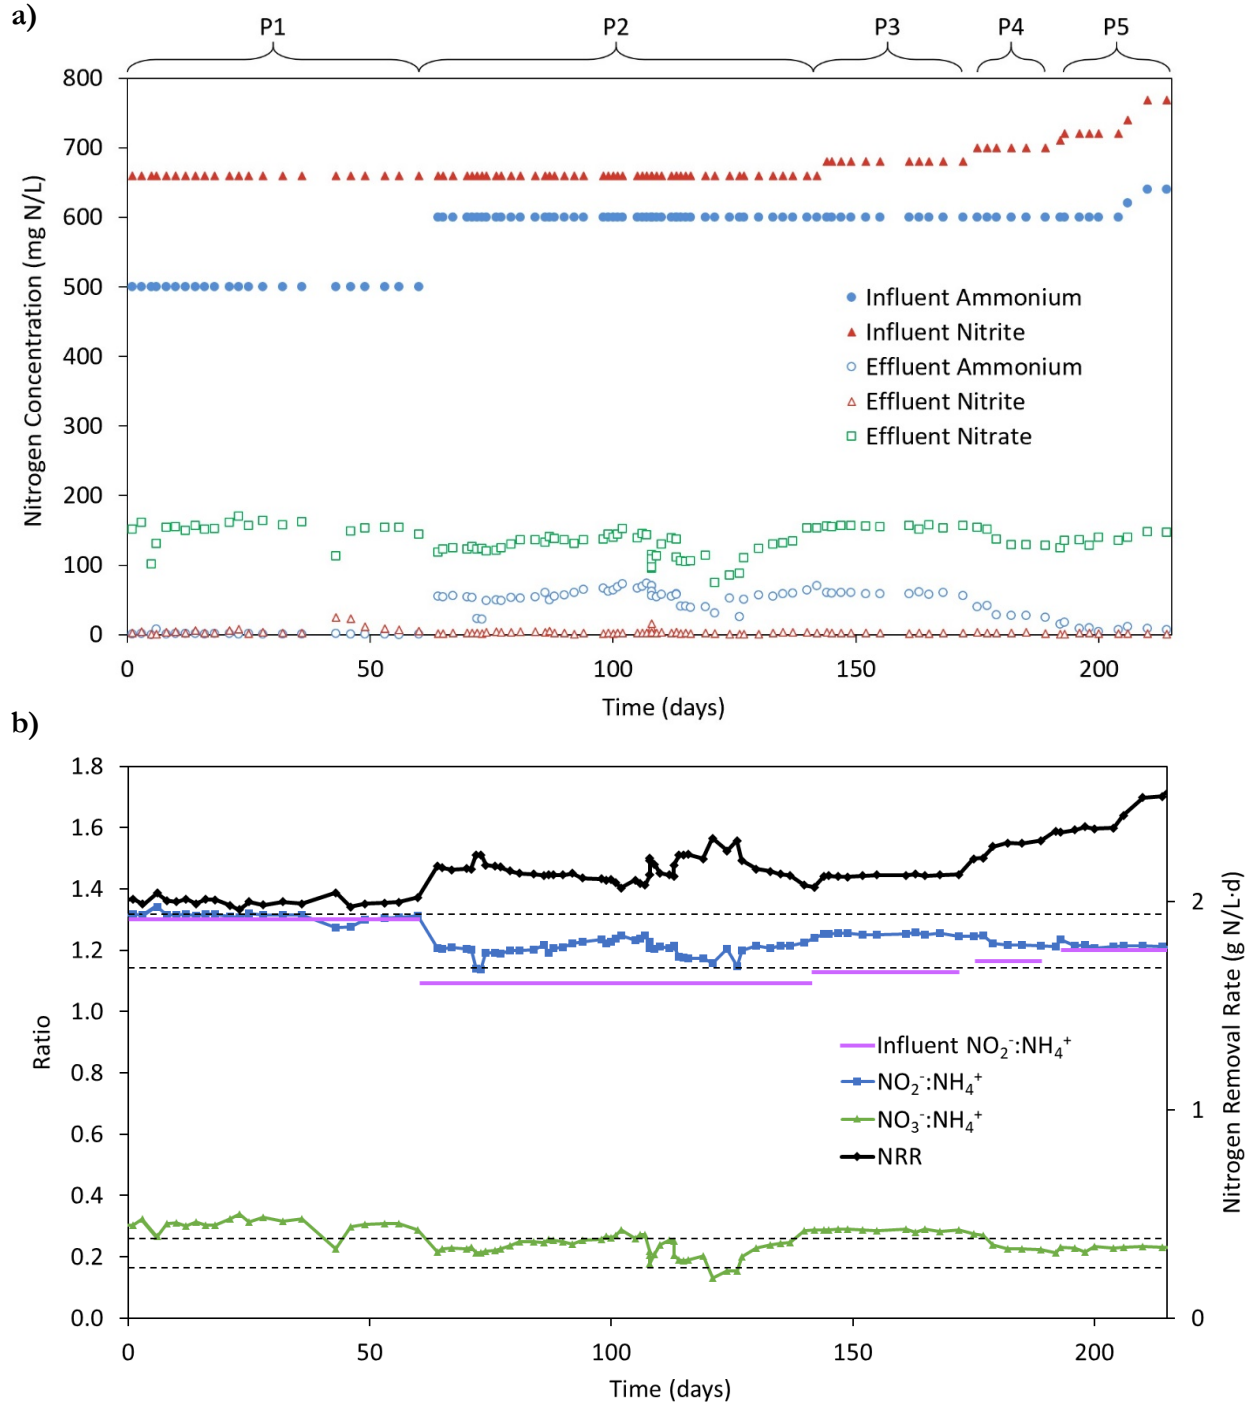 a)
P1 P2 P3 P4 P5
800
700
600
500
400
300
200
100
0
Nitrogen Concentration (mg N/L)
Influent Ammonium
Influent Nitrite
Effluent Ammonium
Effluent Nitrite
Effluent Nitrate
0 50 100 150 200
Time (days)
b)
1.8
1.6
1.4
1.2
1.0
0.8
0.6
0.4
0.2
0.0
Ratio
Influent NO₂⁻:NH₄⁺
NO₂⁻:NH₄⁺
NO₃⁻:NH₄⁺
NRR
2
1
0
Nitrogen Removal Rate (g N/L·d)
0 50 100 150 200
Time (days)